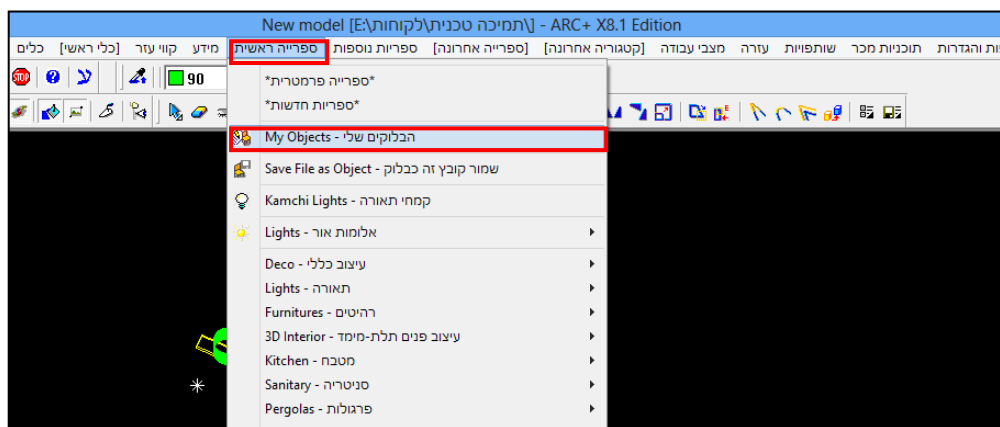 New model [E:\תמיכה טכנית\לקוחות\] - ARC+ X8.1 Edition
כלים [כלי ראשי] קווי עזר מידע ספרייה ראשית ספריות נוספות [ספרייה אחרונה] [קטגוריה אחרונה] מצבי עבודה עזרה שותפויות תוכניות מכר והגדרות
STOP ? 90
*ספרייה פרמטרית*
*ספריות חדשות*
My Objects - הבלוקים שלי
Save File as Object - שמור קובץ זה כבלוק
Kamchi Lights - קמחי תאורה
Lights - אלומות אור
Deco - עיצוב כללי
Lights - תאורה
Furnitures - רהיטים
3D Interior - עיצוב פנים תלת-מימד
Kitchen - מטבח
Sanitary - סניטריה
Pergolas - פרגולות